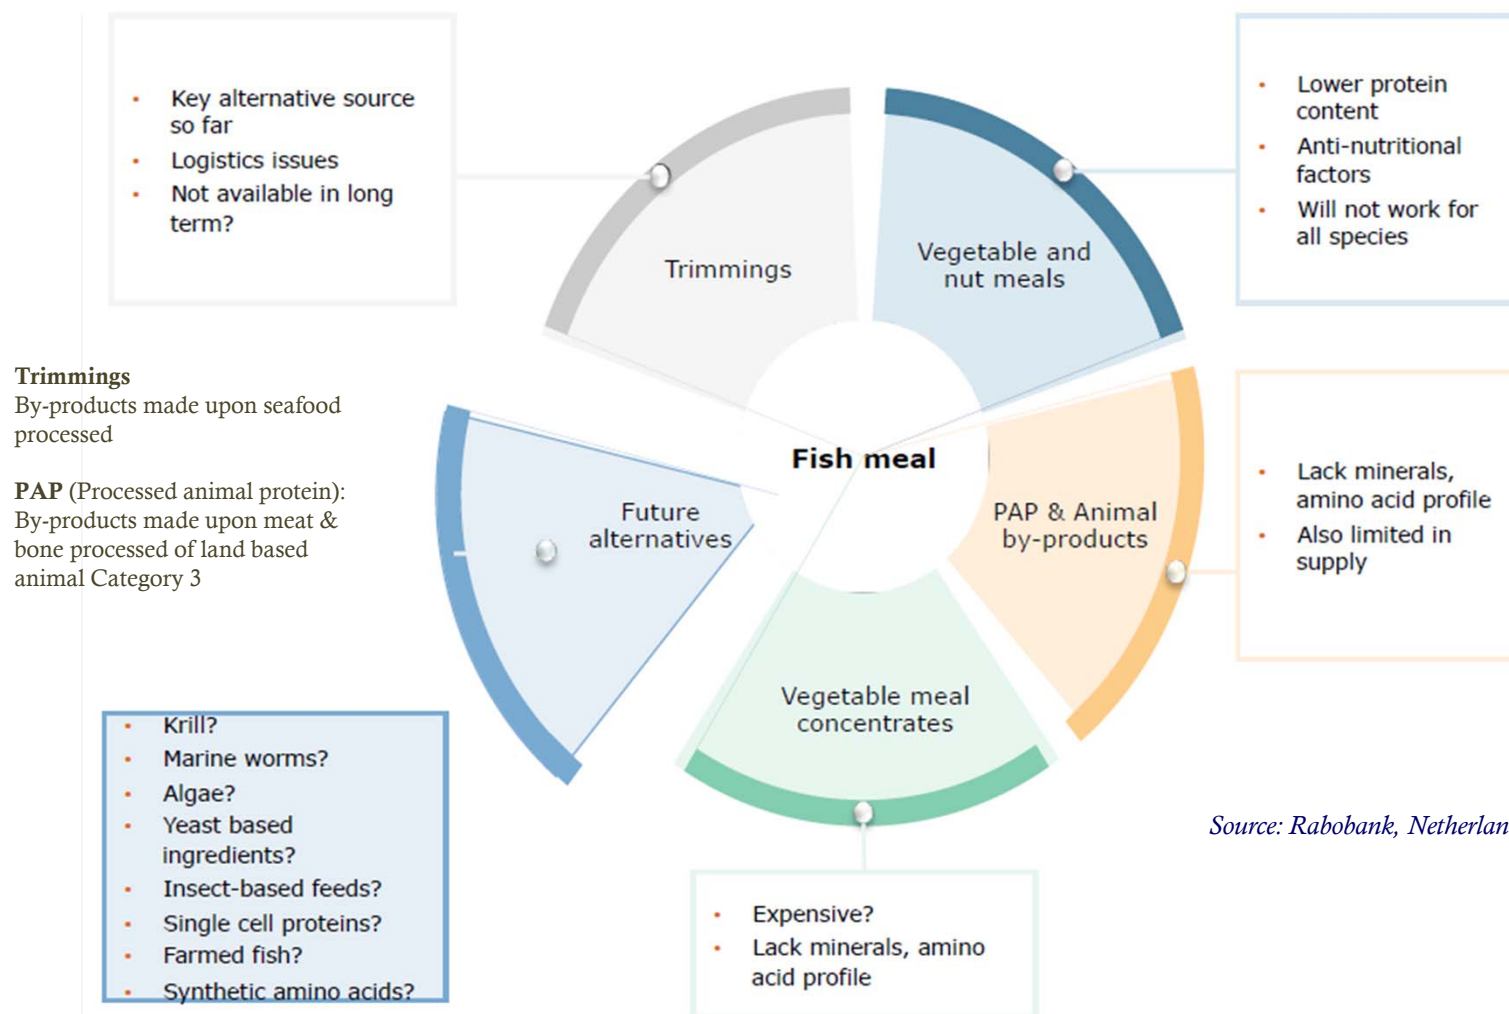 • Key alternative source
so far
• Logistics issues
• Not available in long
term?
Trimmings
Vegetable and
nut meals
• Lower protein
content
• Anti-nutritional
factors
• Will not work for
all species
Trimmings
By-products made upon seafood
processed
PAP (Processed animal protein):
By-products made upon meat &
bone processed of land based
animal Category 3
Fish meal
Future
alternatives
PAP & Animal
by-products
• Lack minerals,
amino acid profile
• Also limited in
supply
Vegetable meal
concentrates
• Krill?
• Marine worms?
• Algae?
• Yeast based
ingredients?
• Insect-based feeds?
• Single cell proteins?
• Farmed fish?
• Synthetic amino acids?
• Expensive?
• Lack minerals, amino
acid profile
Source: Rabobank, Netherlan